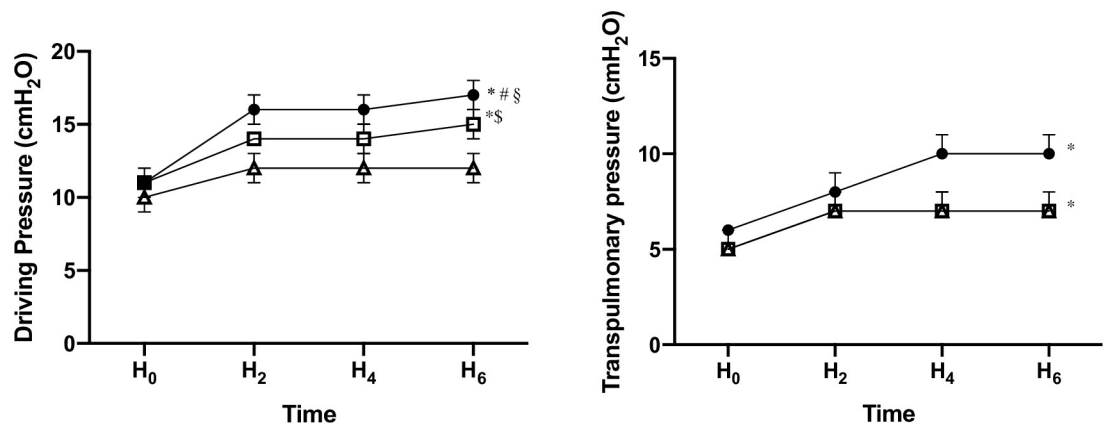 Driving Pressure (cmH₂O)
20
15
10
5
0
* # §
*$
H₀ H₂ H₄ H₆
Time
Transpulmonary pressure (cmH₂O)
15
10
5
0
*
*
H₀ H₂ H₄ H₆
Time